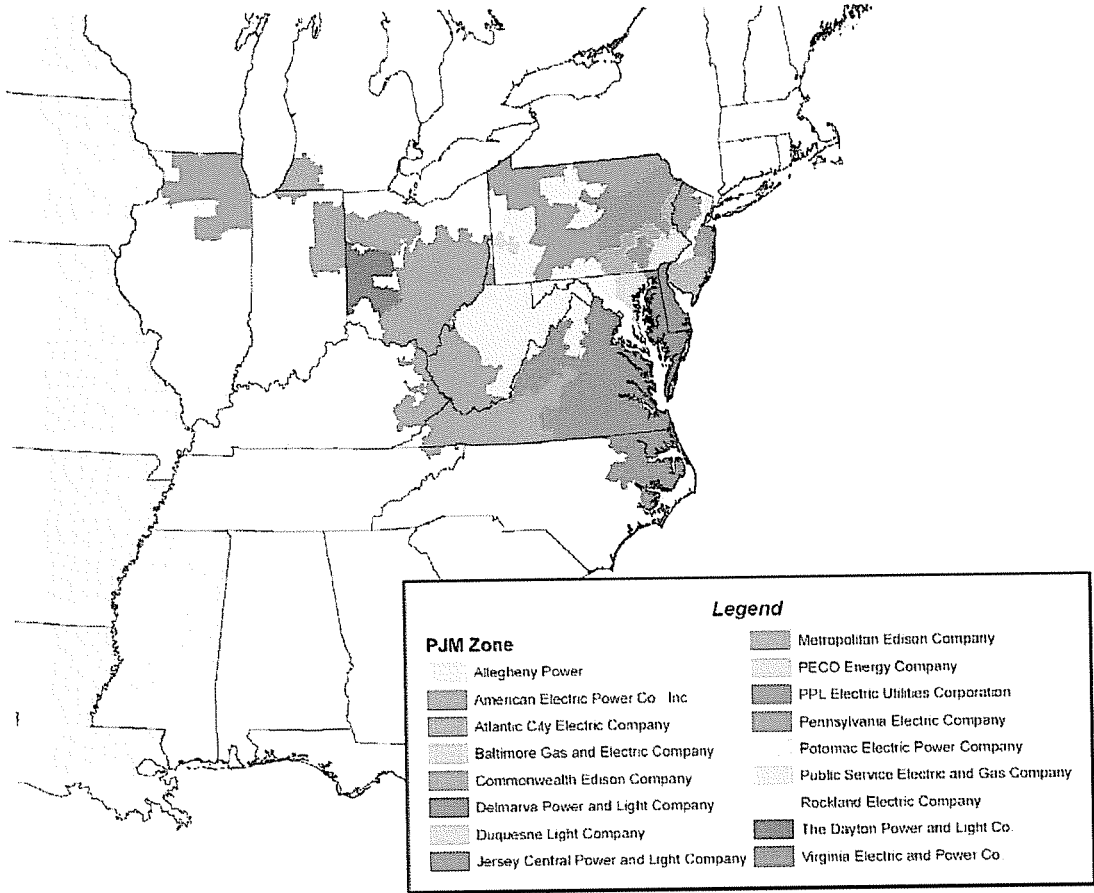 Legend
PJM Zone
Allegheny Power
American Electric Power Co Inc
Atlantic City Electric Company
Baltimore Gas and Electric Company
Commonwealth Edison Company
Delmarva Power and Light Company
Duquesne Light Company
Jersey Central Power and Light Company
Metropolitan Edison Company
PECO Energy Company
PPL Electric Utilities Corporation
Pennsylvania Electric Company
Potomac Electric Power Company
Public Service Electric and Gas Company
Rockland Electric Company
The Dayton Power and Light Co.
Virginia Electric and Power Co.